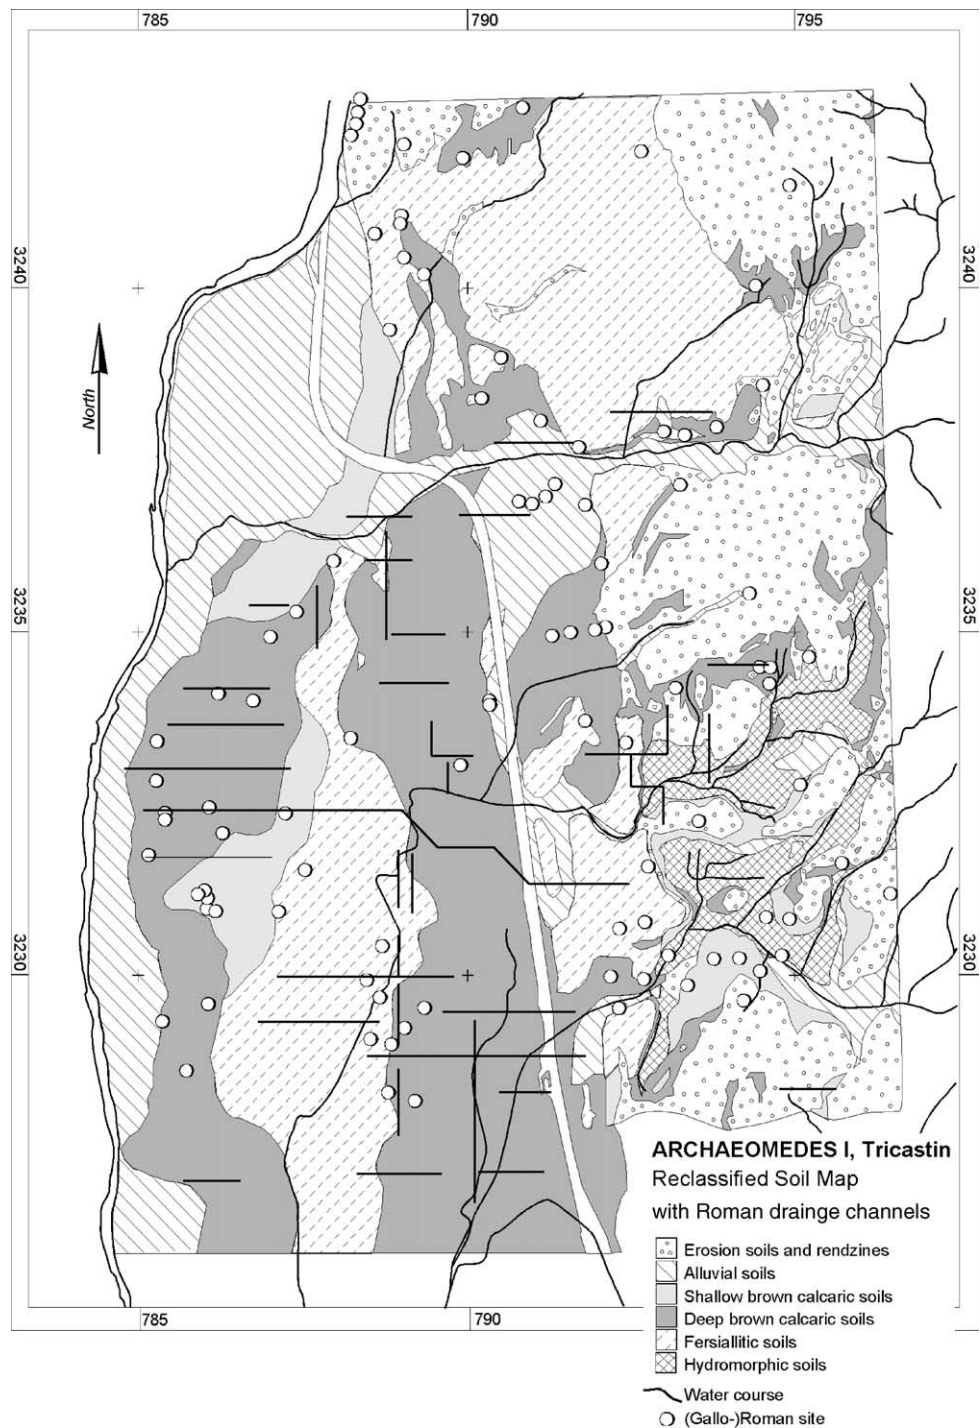 785 790 795
3240 3240
North
3235 3235
3230 3230
ARCHAEOMEDES I, Tricastin
Reclassified Soil Map
with Roman drainge channels
Erosion soils and rendzines
Alluvial soils
Shallow brown calcaric soils
Deep brown calcaric soils
Fersiallitic soils
Hydromorphic soils
Water course
(Gallo-)Roman site
785 790